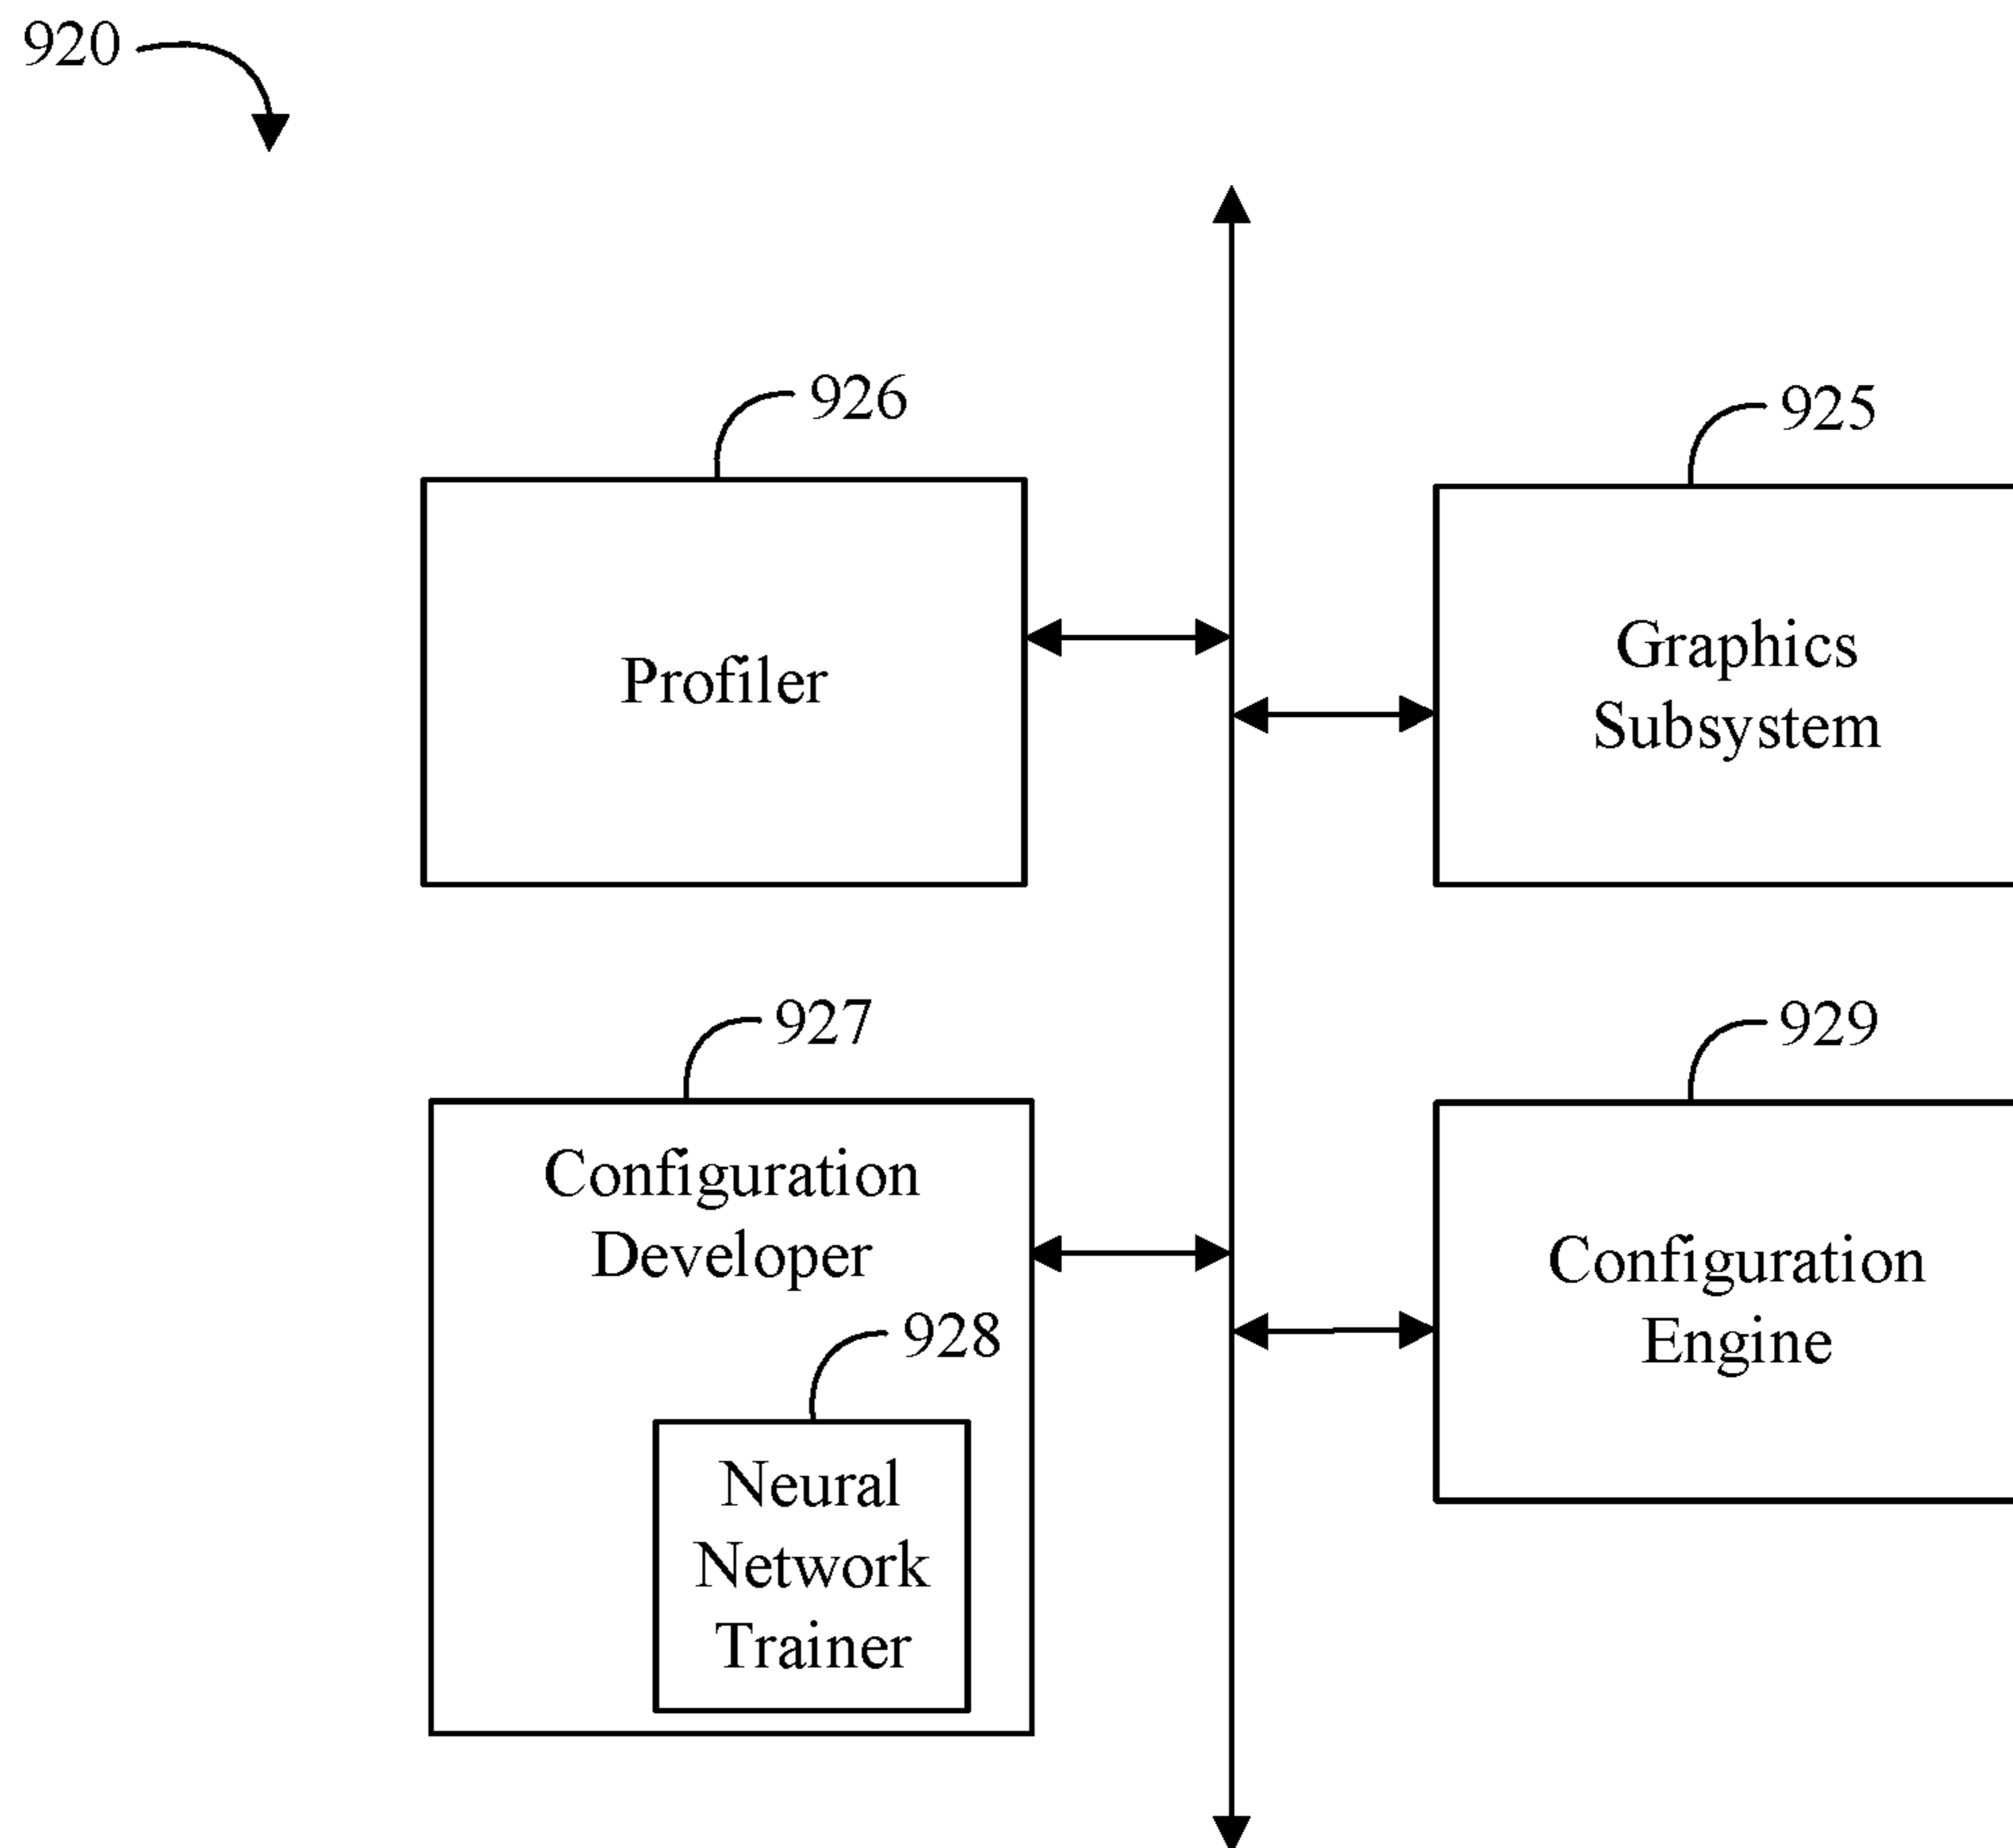 920
926
925
Profiler
Graphics
Subsystem
927
929
Configuration
Developer
Configuration
Engine
928
Neural
Network
Trainer